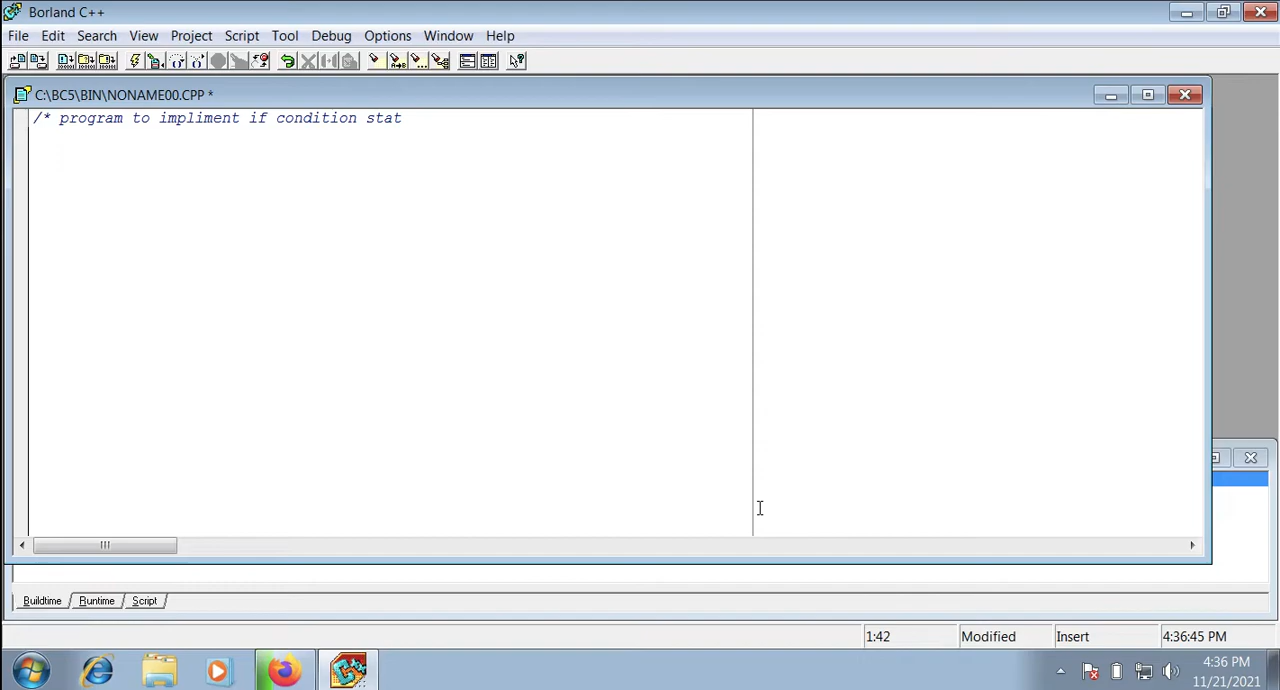 Borland C++
File Edit Search View Project Script Tool Debug Options Window Help
C:\BC5\BIN\NONAME00.CPP *
/* program to impliment if condition stat
Buildtime Runtime Script
1:42 Modified Insert 4:36:45 PM
4:36 PM
11/21/2021